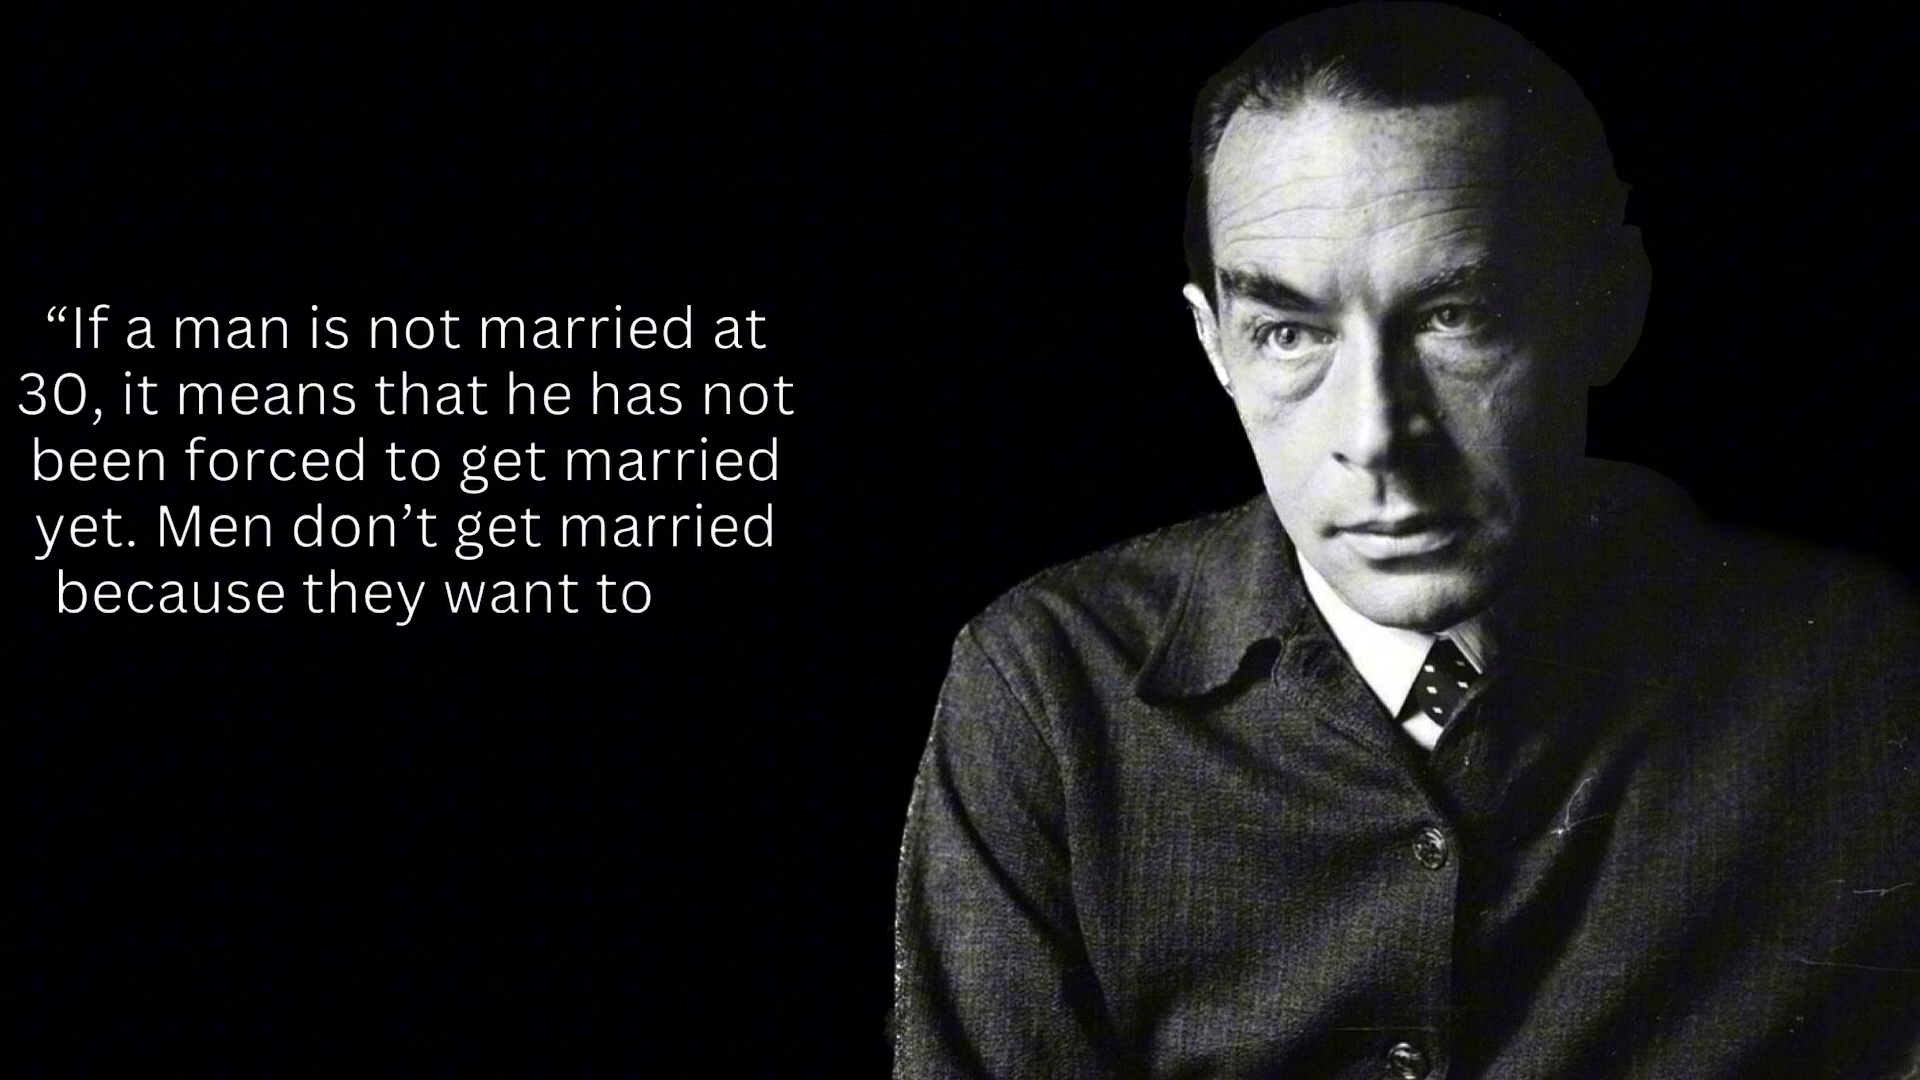 “If a man is not married at
30, it means that he has not
been forced to get married
yet. Men don’t get married
because they want to